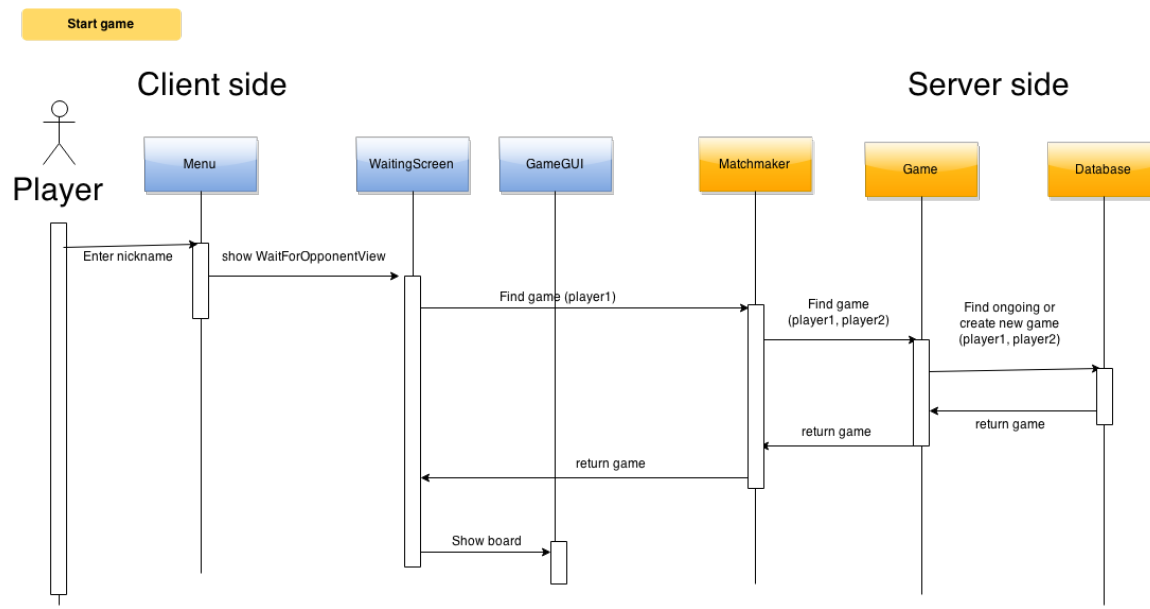 Start game
Client side
Server side
Player
Menu
WaitingScreen
GameGUI
Matchmaker
Game
Database
Enter nickname
show WaitForOpponentView
Find game (player1)
Find game
(player1, player2)
Find ongoing or
create new game
(player1, player2)
return game
return game
return game
Show board